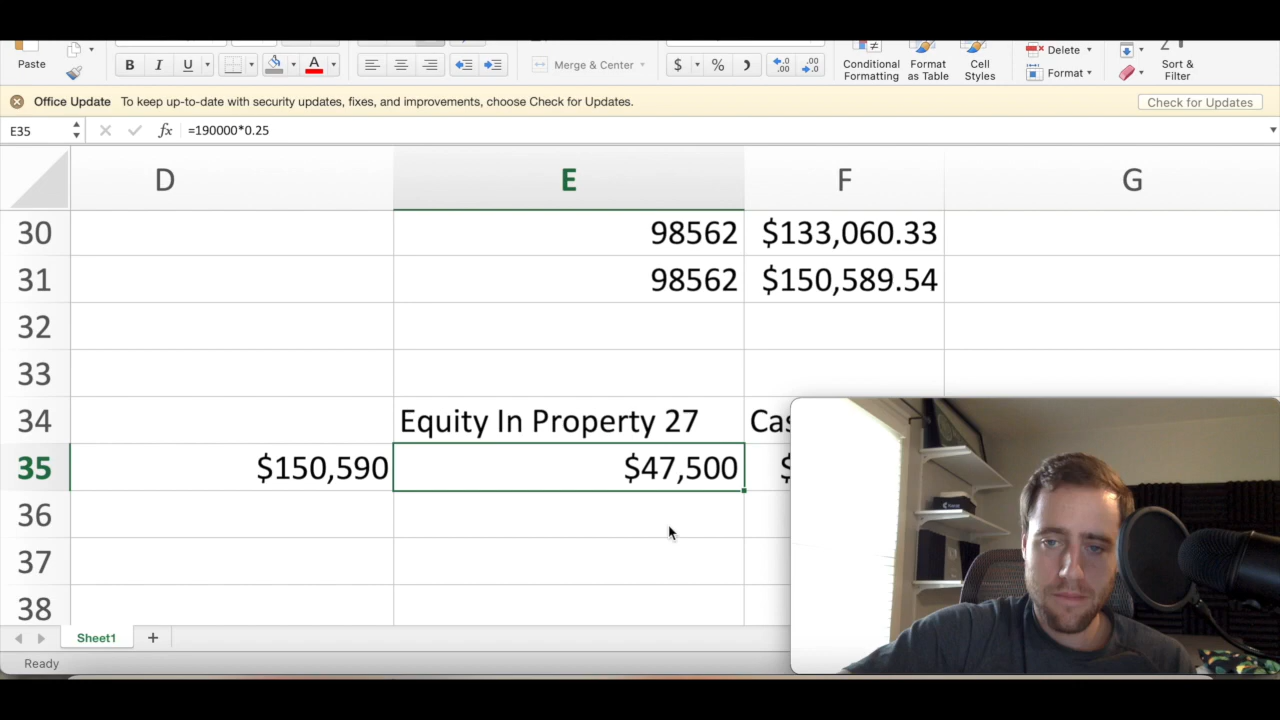 Paste
B I U A
Merge & Center
$ % ,
Conditional
Formatting
Format
as Table
Cell
Styles
Delete
Format
Sort &
Filter
Office Update To keep up-to-date with security updates, fixes, and improvements, choose Check for Updates. Check for Updates
E35 fx =190000*0.25
D E F G
30 98562 $133,060.33
31 98562 $150,589.54
32
33
34 Equity In Property 27
35 $150,590 $47,500
36
37
38
Sheet1 +
Ready